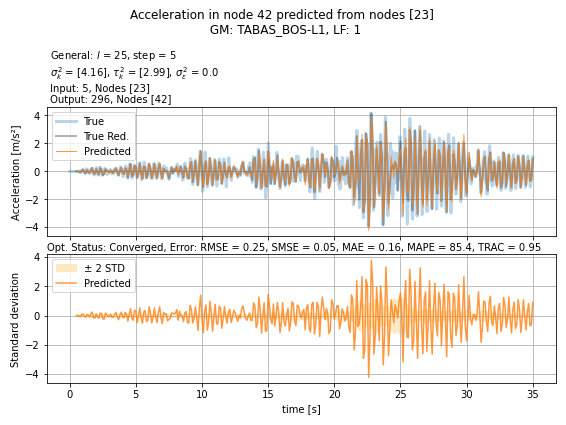 Acceleration in node 42 predicted from nodes [23]
GM: TABAS_BOS-L1, LF: 1
General: l = 25, step = 5
σ²ₖ = [4.16], τ²ₖ = [2.99], σ²ε = 0.0
Input: 5, Nodes [23]
Output: 296, Nodes [42]
True
True Red.
Predicted
Acceleration [m/s²]
4
2
0
−2
−4
Opt. Status: Converged, Error: RMSE = 0.25, SMSE = 0.05, MAE = 0.16, MAPE = 85.4, TRAC = 0.95
± 2 STD
Predicted
Standard deviation
4
2
0
−2
−4
0 5 10 15 20 25 30 35
time [s]